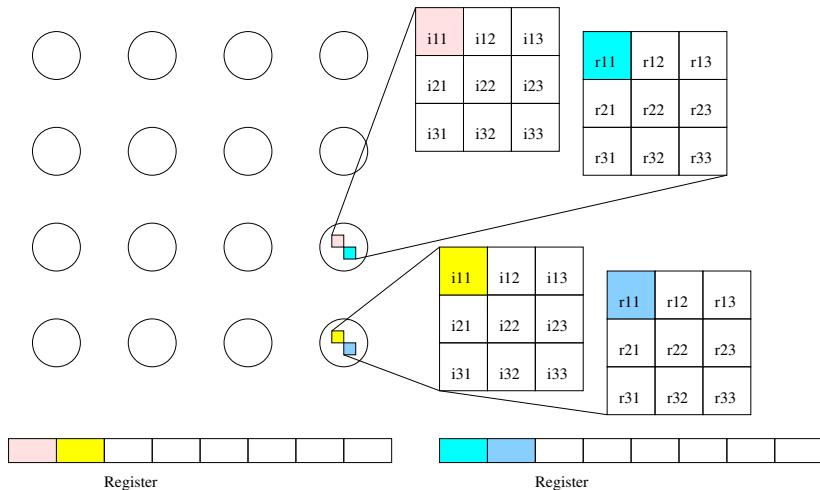 i11 i12 i13
i21 i22 i23
i31 i32 i33
r11 r12 r13
r21 r22 r23
r31 r32 r33
i11 i12 i13
i21 i22 i23
i31 i32 i33
r11 r12 r13
r21 r22 r23
r31 r32 r33
Register
Register